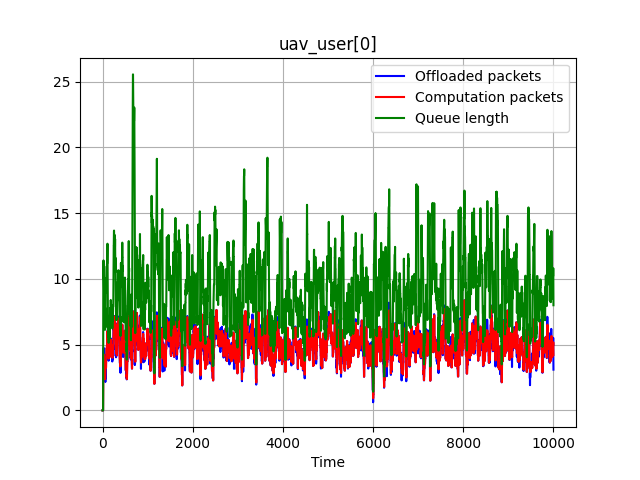 uav_user[0]
Offloaded packets
Computation packets
Queue length
25
20
15
10
5
0
0 2000 4000 6000 8000 10000
Time